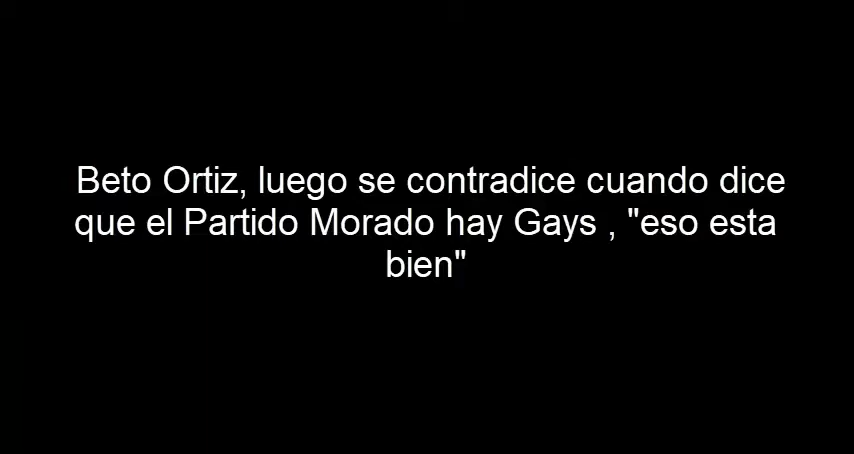 Beto Ortiz, luego se contradice cuando dice
que el Partido Morado hay Gays , "eso esta
bien"